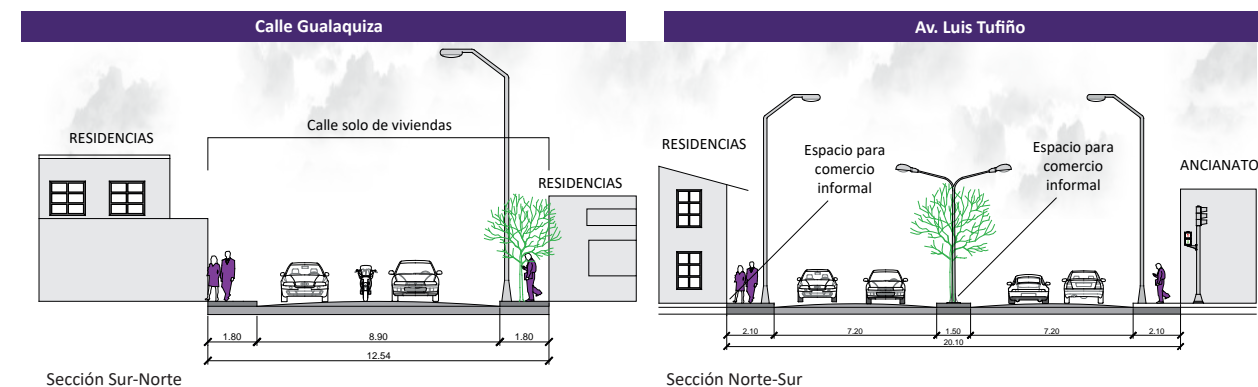 Calle Gualaquiza
Calle solo de viviendas
RESIDENCIAS
RESIDENCIAS
1.80
8.90
1.80
12.54
Sección Sur-Norte
Av. Luis Tufiño
RESIDENCIAS
Espacio para
comercio
informal
Espacio para
comercio
informal
ANCIANATO
2.10
7.20
1.50
7.20
2.10
20.10
Sección Norte-Sur